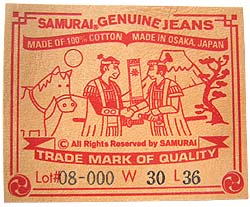 SAMURAI® GENUINE JEANS
MADE OF 100% COTTON MADE IN OSAKA, JAPAN
© All Rights Reserved by SAMURAI
TRADE MARK OF QUALITY
Lot#08-000 W 30 L 36